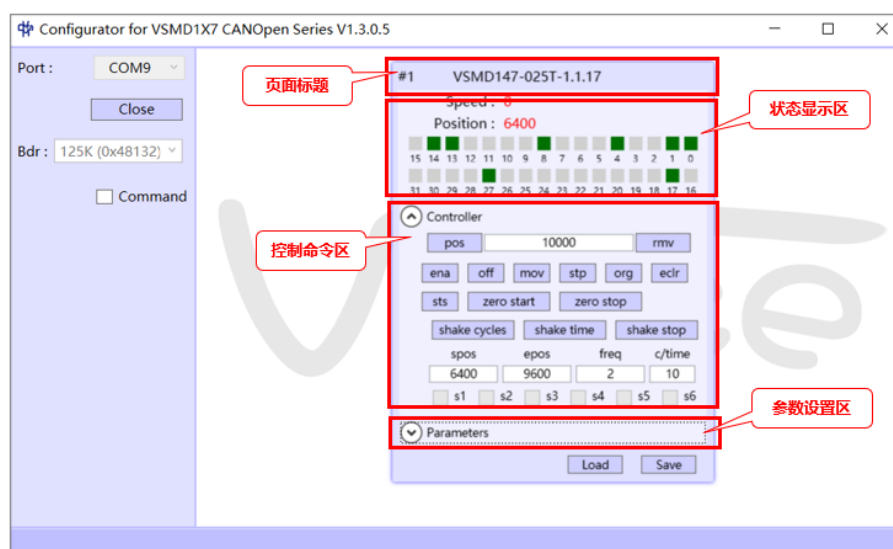 Configurator for VSMD1X7 CANOpen Series V1.3.0.5
Port : COM9
Close
Bdr : 125K (0x48132)
Command
页面标题
#1 VSMD147-025T-1.1.17
状态显示区
Speed : 0
Position : 6400
15 14 13 12 11 10 9 8 7 6 5 4 3 2 1 0
31 30 29 28 27 26 25 24 23 22 21 20 19 18 17 16
控制命令区
Controller
pos 10000 rmv
ena off mov stp org eclr
sts zero start zero stop
shake cycles shake time shake stop
spos epos freq c/time
6400 9600 2 10
s1 s2 s3 s4 s5 s6
参数设置区
Parameters
Load Save